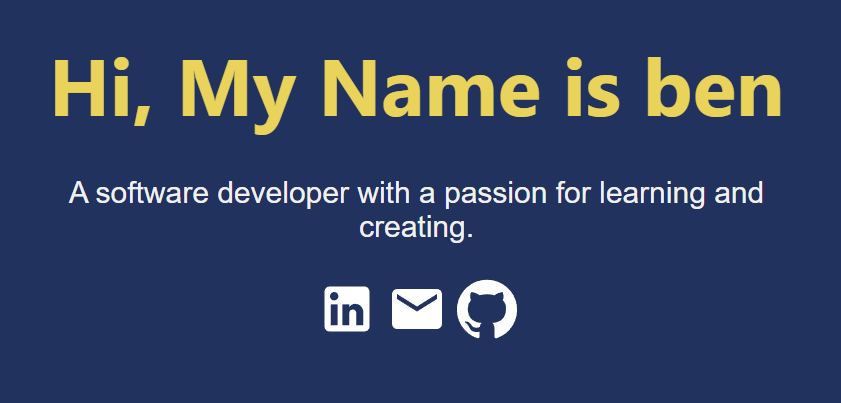 Hi, My Name is ben
A software developer with a passion for learning and
creating.
in